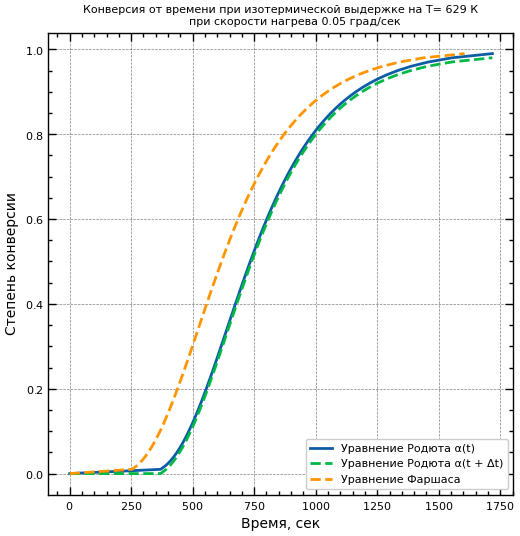 Конверсия от времени при изотермической выдержке на T= 629 К
при скорости нагрева 0.05 град/сек
Степень конверсии
1.0
0.8
0.6
0.4
0.2
0.0
Уравнение Родюта α(t)
Уравнение Родюта α(t + Δt)
Уравнение Фаршаса
0 250 500 750 1000 1250 1500 1750
Время, сек